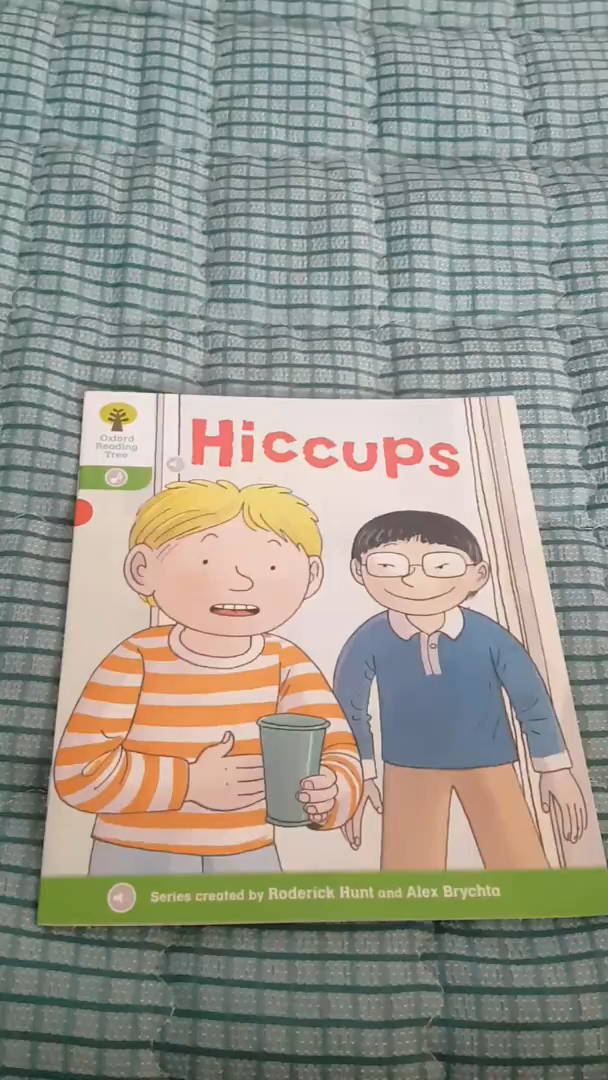 Oxford
Reading
Tree
Hiccups
Series created by Roderick Hunt and Alex Brychta